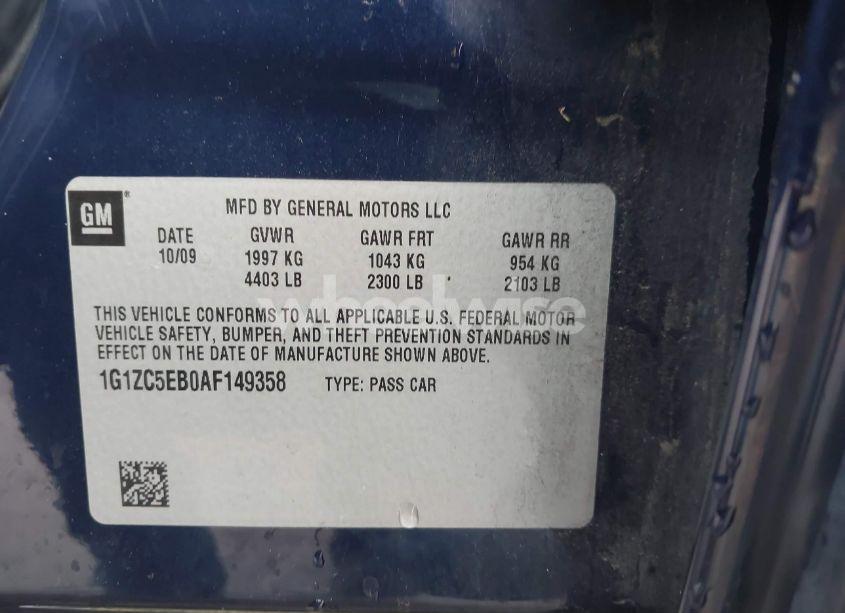 GM®
MFD BY GENERAL MOTORS LLC
DATE GVWR GAWR FRT GAWR RR
10/09 1997 KG 1043 KG 954 KG
4403 LB 2300 LB 2103 LB
THIS VEHICLE CONFORMS TO ALL APPLICABLE U.S. FEDERAL MOTOR
VEHICLE SAFETY, BUMPER, AND THEFT PREVENTION STANDARDS IN
EFFECT ON THE DATE OF MANUFACTURE SHOWN ABOVE.
1G1ZC5EB0AF149358 TYPE: PASS CAR
wheelwise